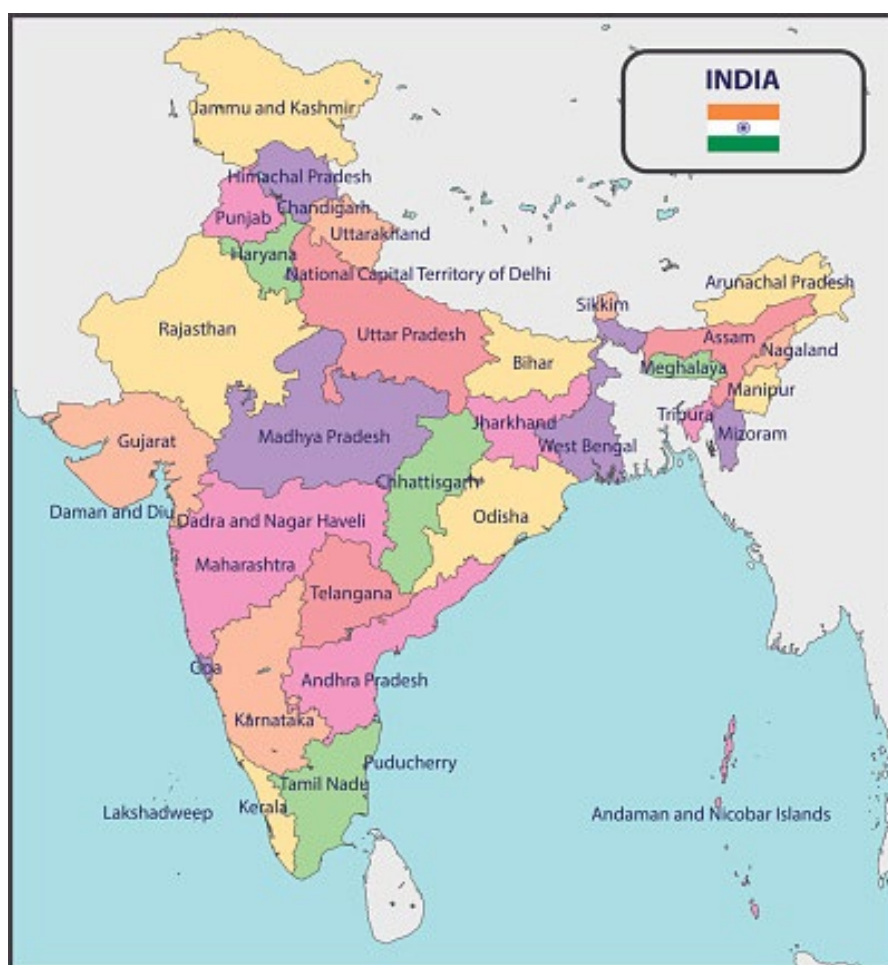 INDIA
Jammu and Kashmir
Himachal Pradesh
Chandigarh
Punjab
Uttarakhand
Haryana
National Capital Territory of Delhi
Arunachal Pradesh
Sikkim
Rajasthan
Uttar Pradesh
Assam
Nagaland
Bihar
Meghalaya
Manipur
Tripura
Jharkhand
Mizoram
Gujarat
Madhya Pradesh
West Bengal
Chhattisgarh
Daman and Diu
Dadra and Nagar Haveli
Odisha
Maharashtra
Telangana
Goa
Andhra Pradesh
Karnataka
Puducherry
Tamil Nadu
Kerala
Lakshadweep
Andaman and Nicobar Islands